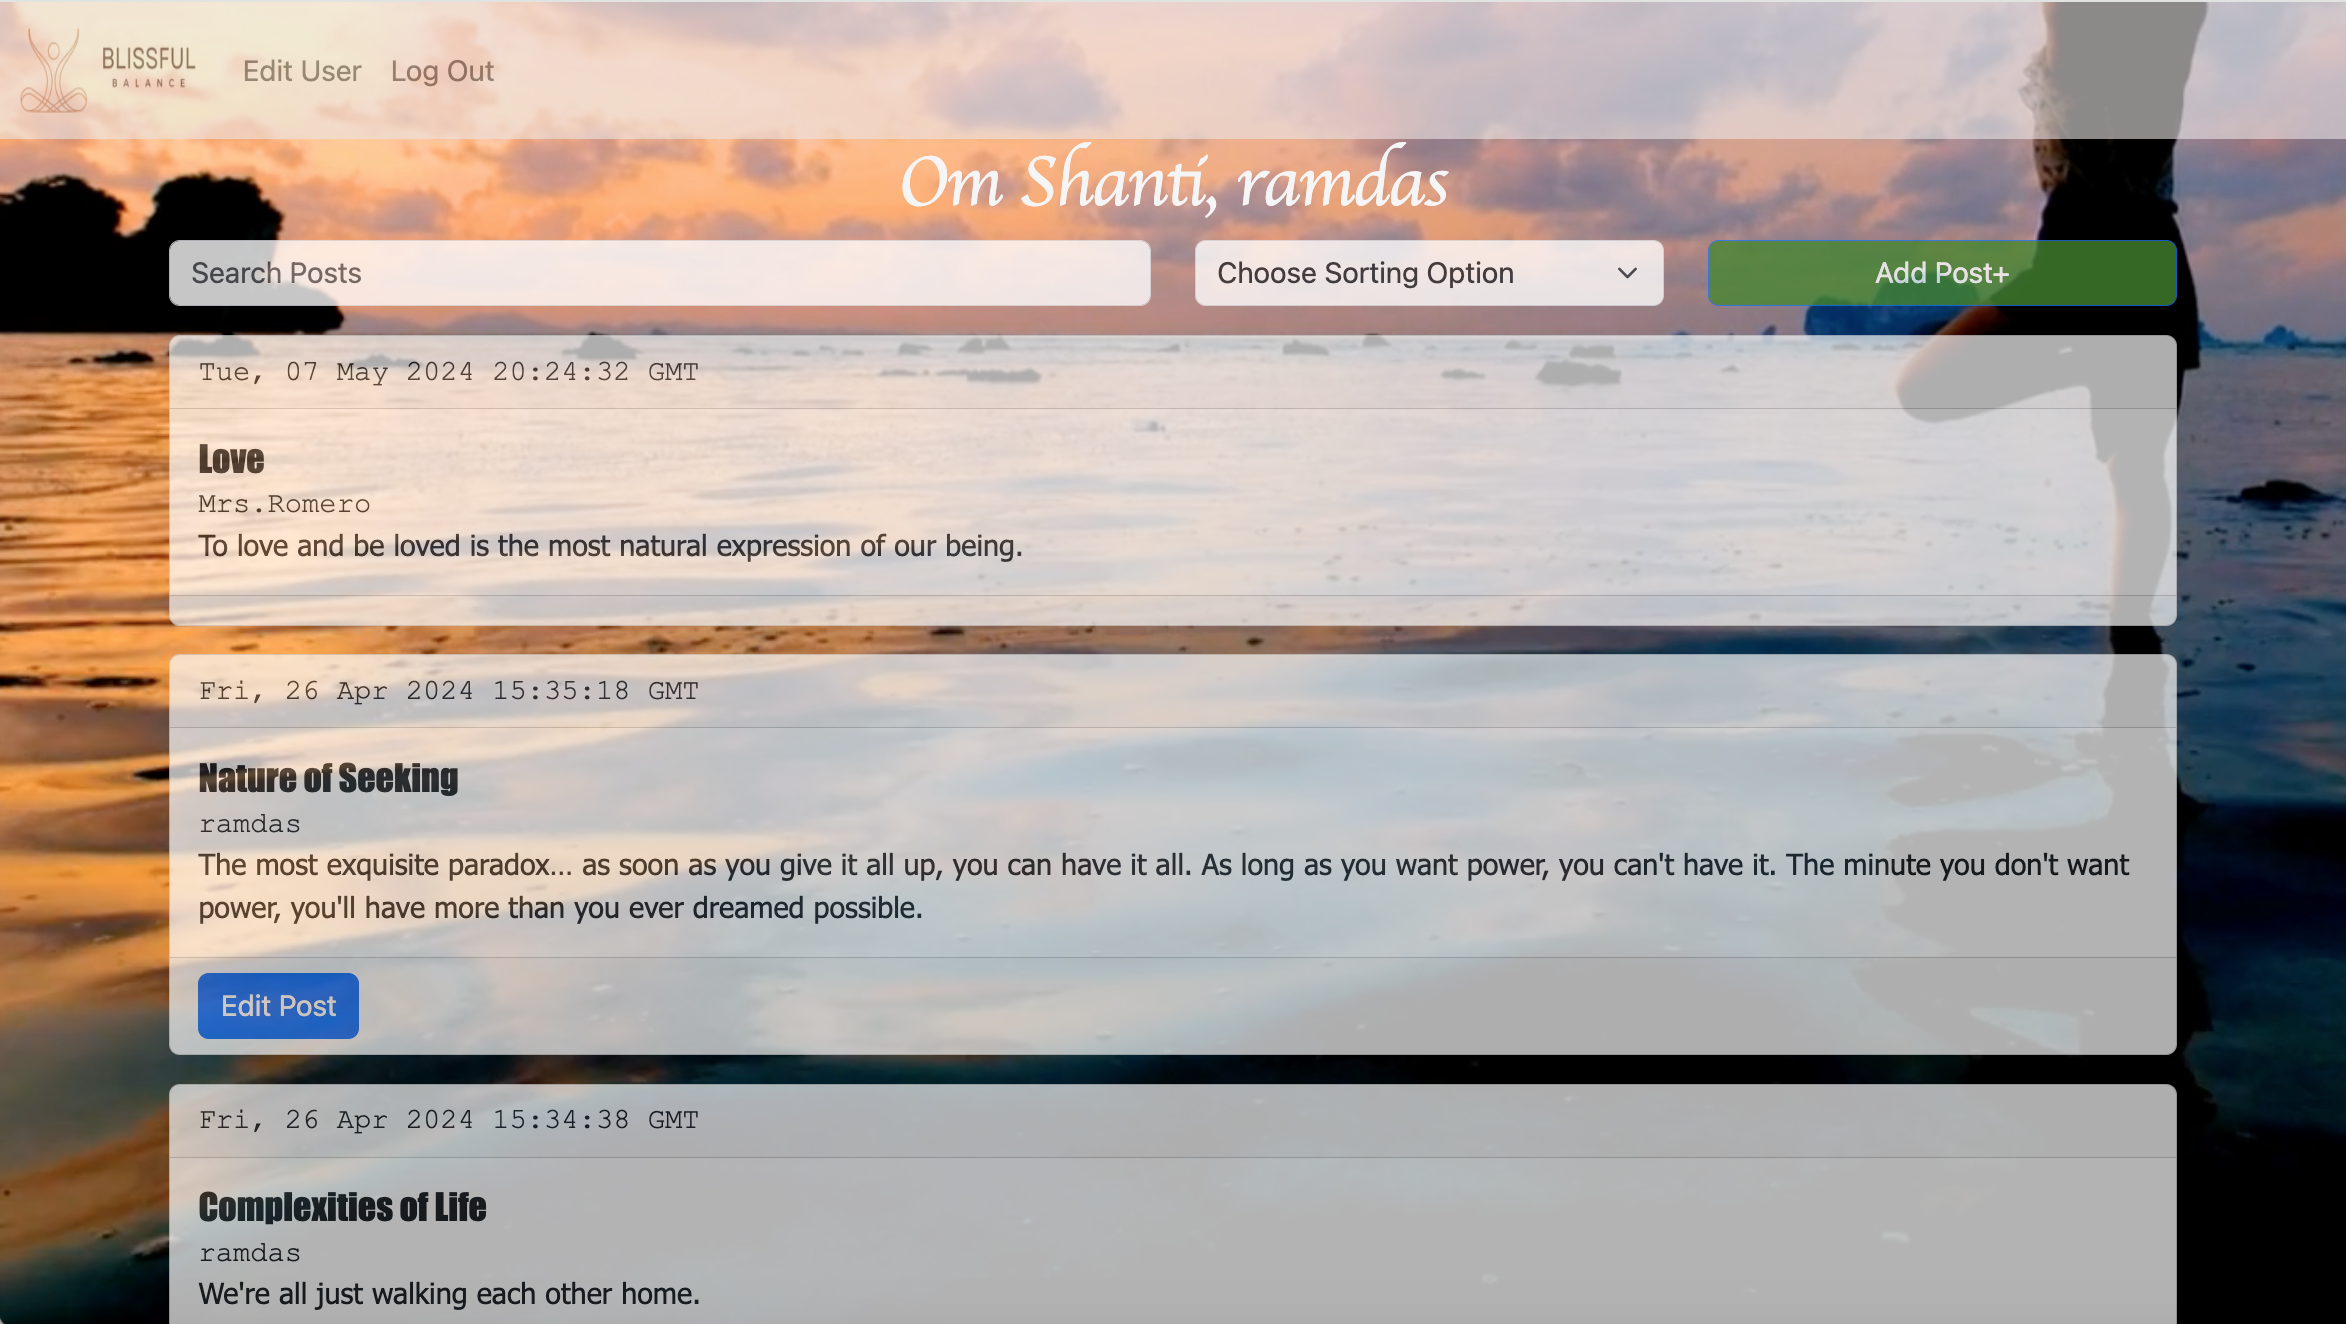 BLISSFUL
BALANCE
Edit User
Log Out
Om Shanti, ramdas
Search Posts
Choose Sorting Option
Add Post+
Tue, 07 May 2024 20:24:32 GMT
Love
Mrs.Romero
To love and be loved is the most natural expression of our being.
Fri, 26 Apr 2024 15:35:18 GMT
Nature of Seeking
ramdas
The most exquisite paradox... as soon as you give it all up, you can have it all. As long as you want power, you can't have it. The minute you don't want
power, you'll have more than you ever dreamed possible.
Edit Post
Fri, 26 Apr 2024 15:34:38 GMT
Complexities of Life
ramdas
We're all just walking each other home.